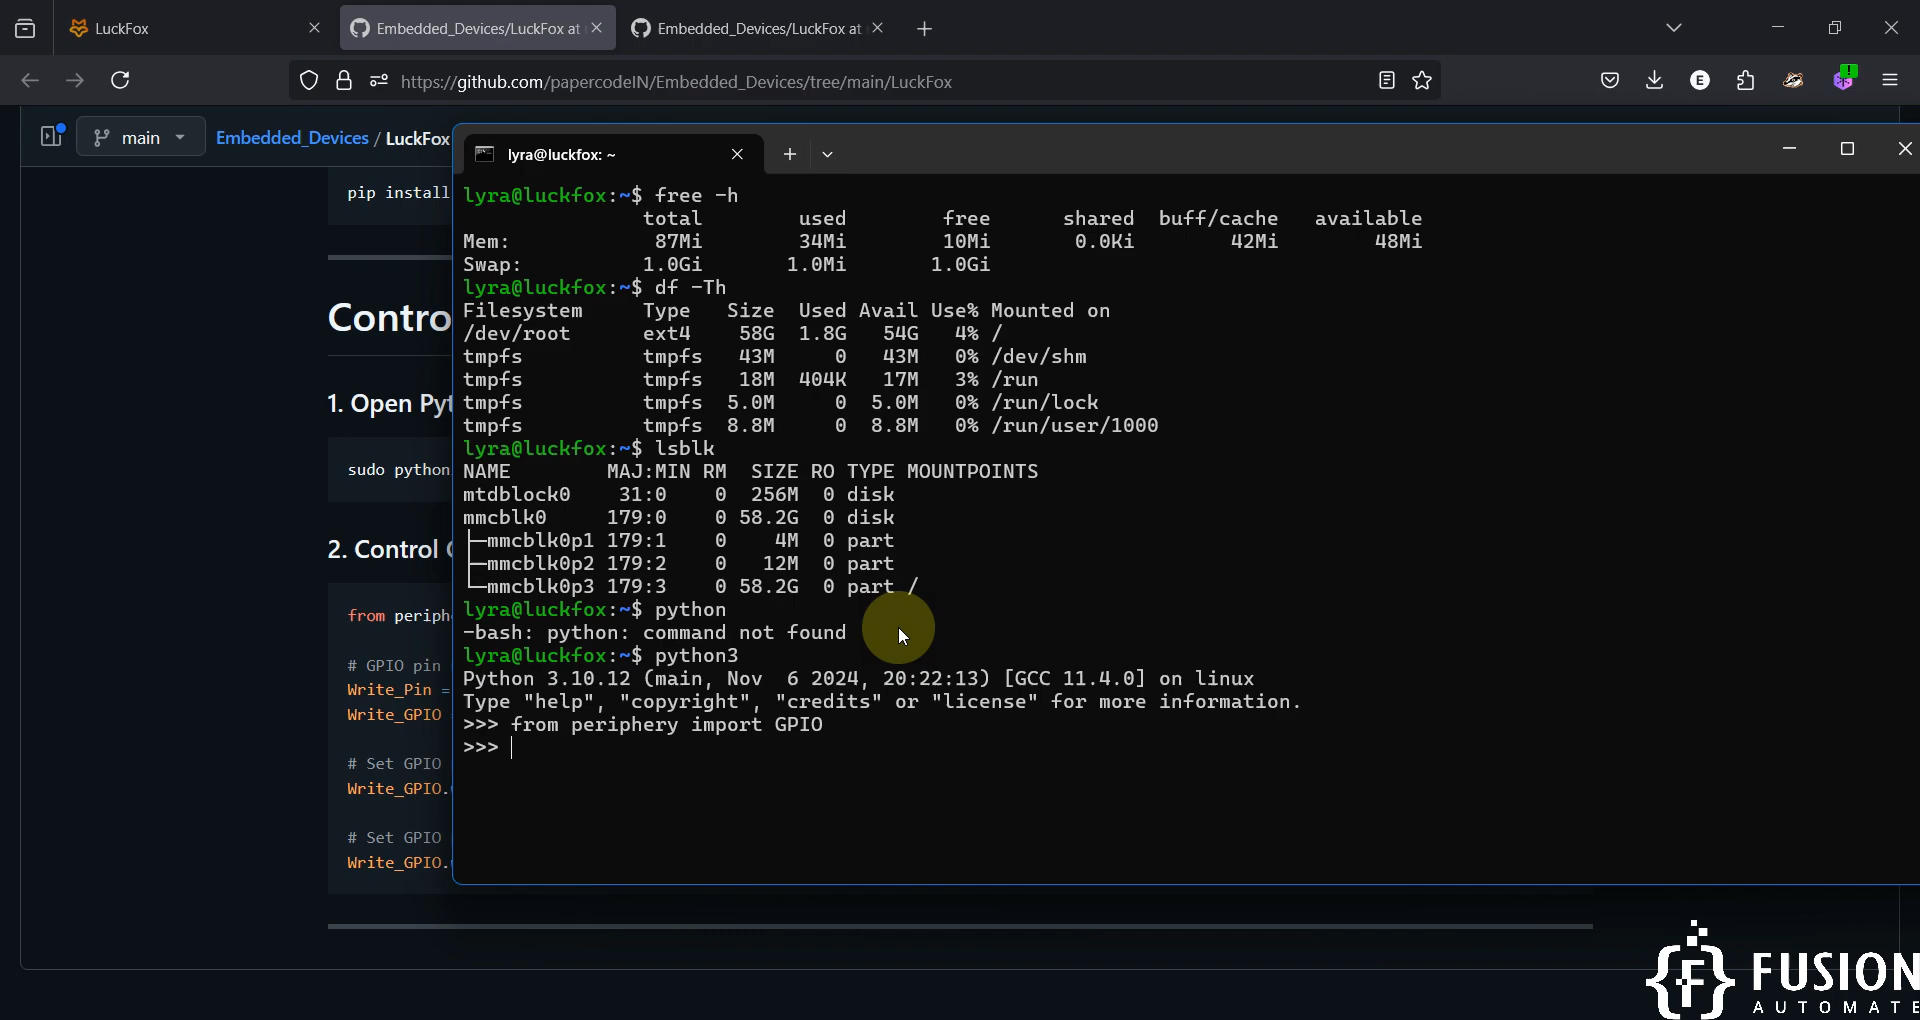 LuckFox
Embedded_Devices/LuckFox at
Embedded_Devices/LuckFox at
https://github.com/papercodeIN/Embedded_Devices/tree/main/LuckFox
E
main
Embedded_Devices / LuckFox
pip install
Contro
1. Open Pyt
sudo python
2. Control
from periph
# GPIO pin
Write_Pin =
Write_GPIO
# Set GPIO
Write_GPIO.
# Set GPIO
Write_GPIO.
lyra@luckfox: ~
lyra@luckfox:~$ free -h
total used free shared buff/cache available
Mem: 87Mi 34Mi 10Mi 0.0Ki 42Mi 48Mi
Swap: 1.0Gi 1.0Mi 1.0Gi
lyra@luckfox:~$ df -Th
Filesystem Type Size Used Avail Use% Mounted on
/dev/root ext4 58G 1.8G 54G 4% /
tmpfs tmpfs 43M 0 43M 0% /dev/shm
tmpfs tmpfs 18M 404K 17M 3% /run
tmpfs tmpfs 5.0M 0 5.0M 0% /run/lock
tmpfs tmpfs 8.8M 0 8.8M 0% /run/user/1000
lyra@luckfox:~$ lsblk
NAME MAJ:MIN RM SIZE RO TYPE MOUNTPOINTS
mtdblock0 31:0 0 256M 0 disk
mmcblk0 179:0 0 58.2G 0 disk
├─mmcblk0p1 179:1 0 4M 0 part
├─mmcblk0p2 179:2 0 12M 0 part
└─mmcblk0p3 179:3 0 58.2G 0 part /
lyra@luckfox:~$ python
-bash: python: command not found
lyra@luckfox:~$ python3
Python 3.10.12 (main, Nov 6 2024, 20:22:13) [GCC 11.4.0] on linux
Type "help", "copyright", "credits" or "license" for more information.
>>> from periphery import GPIO
>>>
FUSION
AUTOMATE